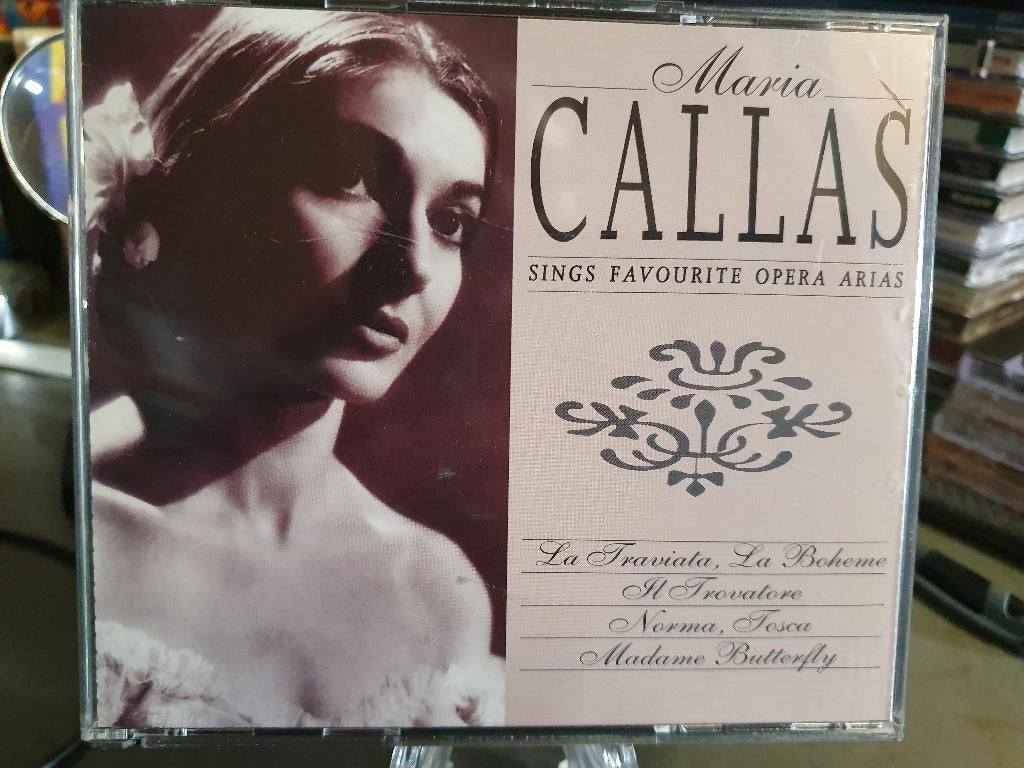 Maria
CALLAS
SINGS FAVOURITE OPERA ARIAS
La Traviata, La Boheme
Il Trovatore
Norma, Tosca
Madame Butterfly